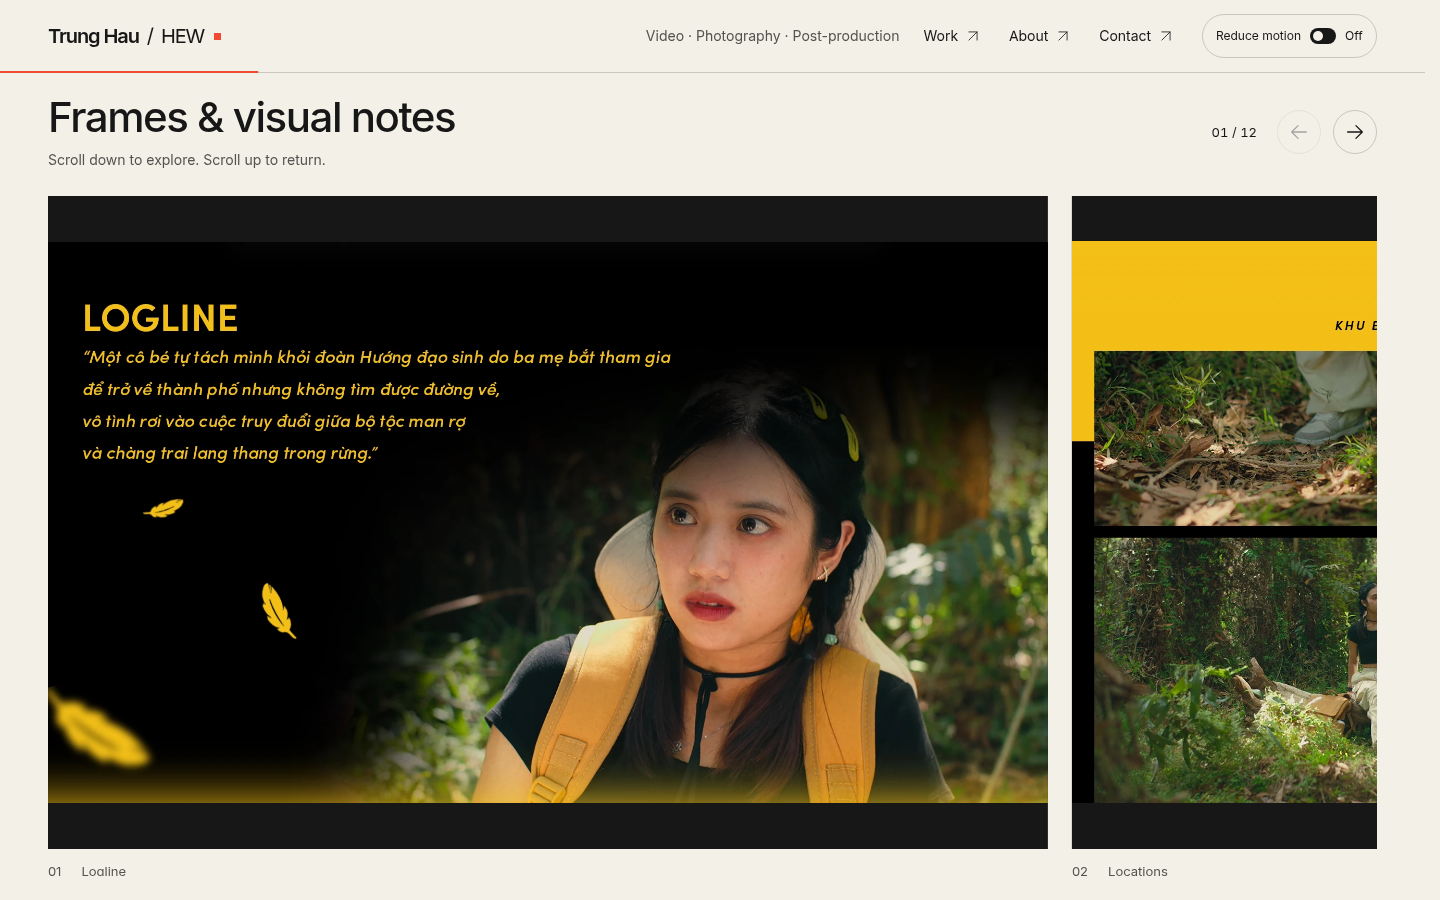 Trung Hau / HEW
Video · Photography · Post-production
Work
About
Contact
Reduce motion
Off
Frames & visual notes
Scroll down to explore. Scroll up to return.
01 / 12
LOGLINE
“Một cô bé tự tách mình khỏi đoàn Hướng đạo sinh do ba mẹ bắt tham gia
để trở về thành phố nhưng không tìm được đường về,
vô tình rơi vào cuộc truy đuổi giữa bộ tộc man rợ
và chàng trai lang thang trong rừng.”
KHU
01 Logline
02 Locations